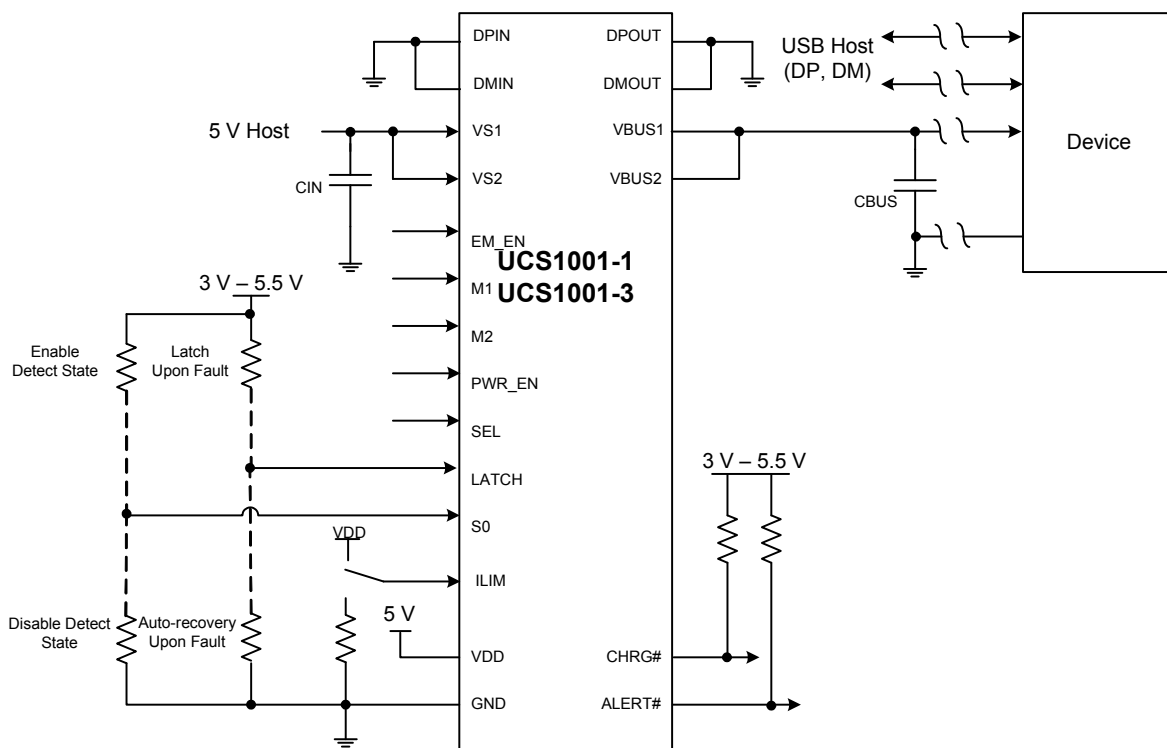 DPIN
DMIN
5 V Host
VS1
VS2
CIN
EM_EN
UCS1001-1
UCS1001-3
M1
M2
PWR_EN
SEL
LATCH
S0
ILIM
VDD
GND
3 V – 5.5 V
Enable
Detect State
Latch
Upon Fault
Disable Detect
State
Auto-recovery
Upon Fault
VDD
5 V
DPOUT
DMOUT
VBUS1
VBUS2
USB Host
(DP, DM)
CBUS
Device
3 V – 5.5 V
CHRG#
ALERT#